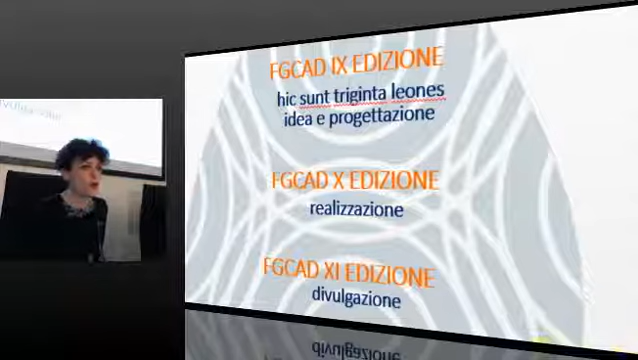 FGCAD IX EDIZIONE
hic sunt triginta leones
idea e progettazione
FGCAD X EDIZIONE
realizzazione
FGCAD XI EDIZIONE
divulgazione